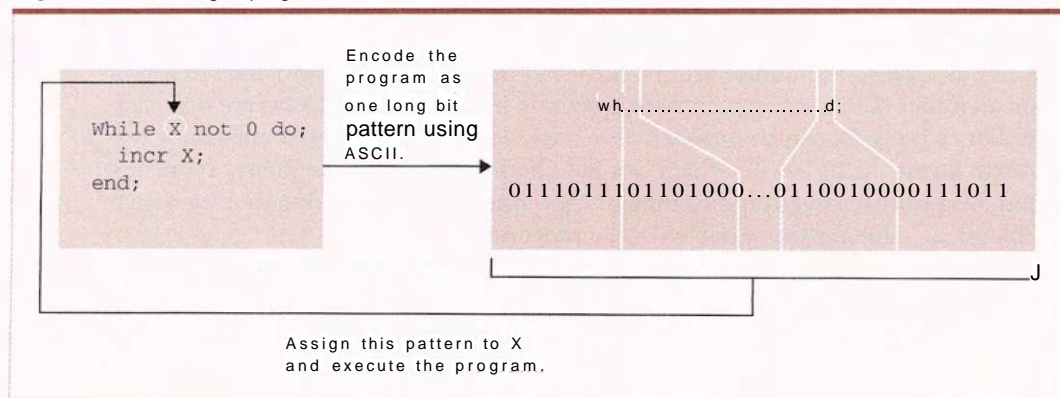 While X not 0 do;
incr X;
end;
Encode the
program as
one long bit
pattern using
ASCII.
wh............................d;
0111011101101000...0110010000111011
J
Assign this pattern to X
and execute the program.